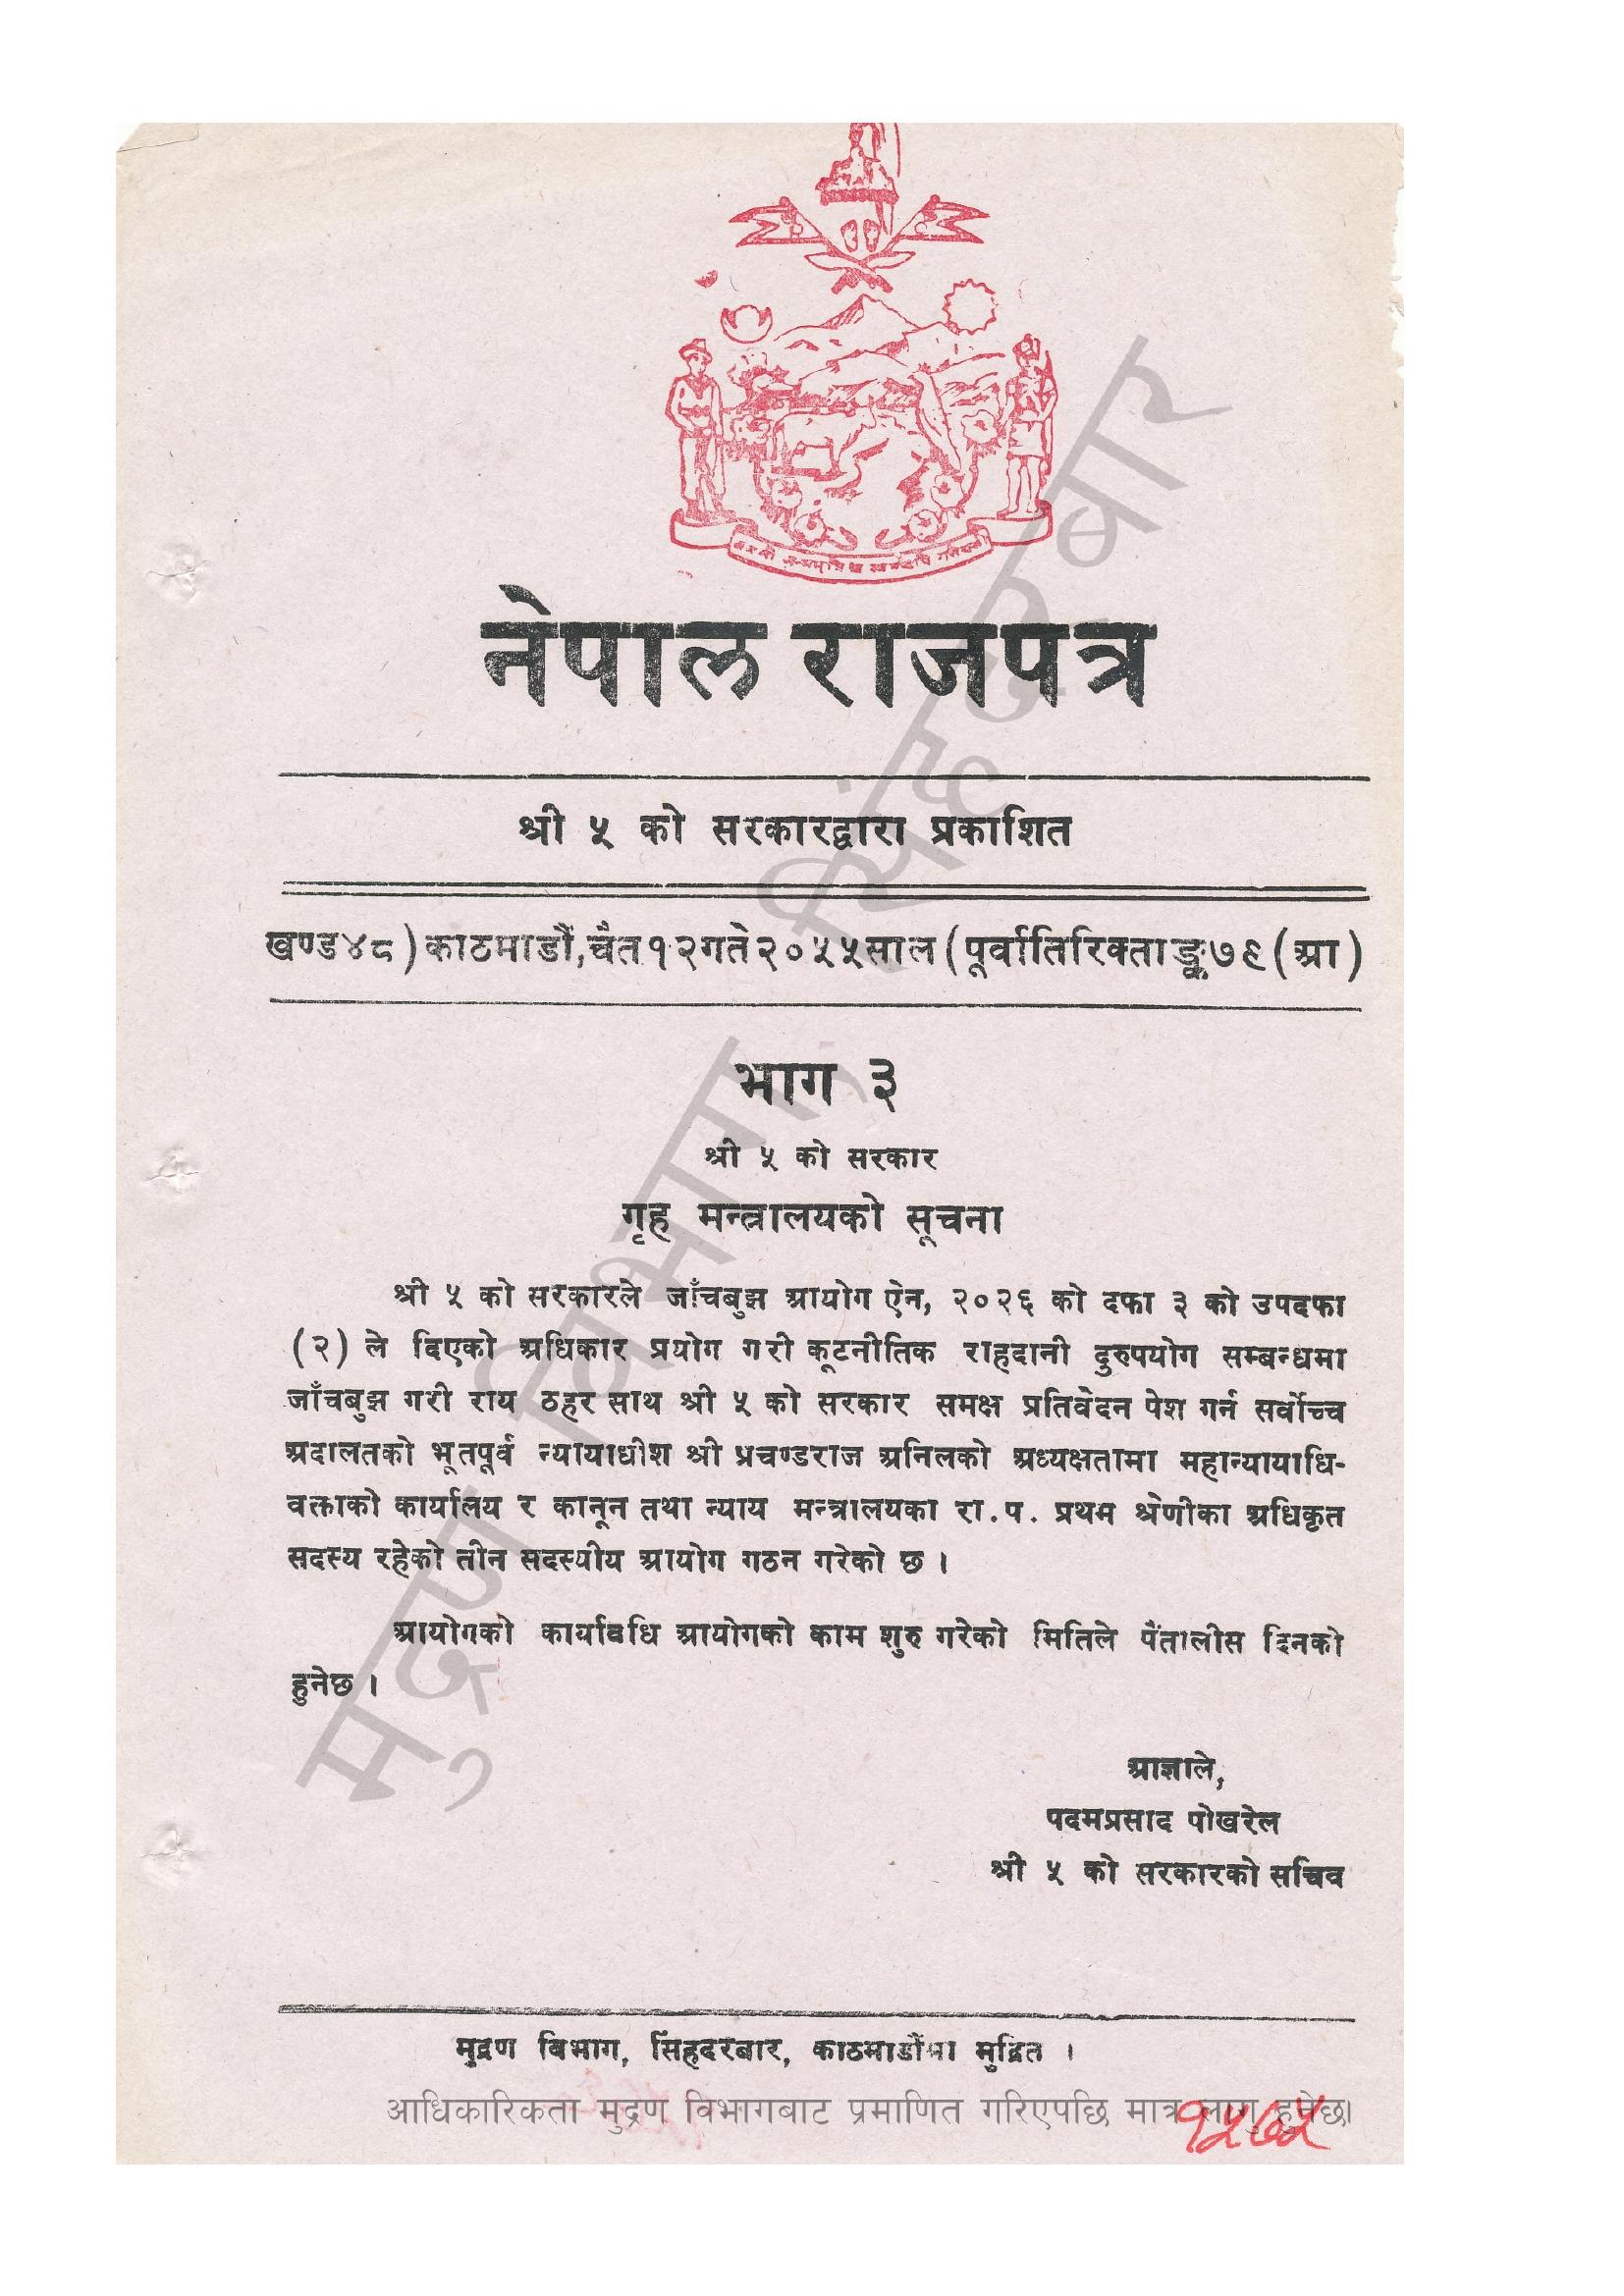 नेपाल राजपत्र
श्री ५ को सरकारद्वारा प्रकाशित
खण्ड ४८) काठमाडौं, चैत १२ गते २०५५ साल (पूर्वातिरिक्ताङ्क ७९ (आ)
भाग ३
श्री ५ को सरकार
गृह मन्त्रालयको सूचना
श्री ५ को सरकारले जाँचबुझ आयोग ऐन, २०२६ को दफा ३ को उपदफा
(२) ले दिएको अधिकार प्रयोग गरी कूटनीतिक राहदानी दुरुपयोग सम्बन्धमा
जाँचबुझ गरी राय ठहर साथ श्री ५ को सरकार समक्ष प्रतिवेदन पेश गर्न सर्वोच्च
अदालतको भूतपूर्व न्यायाधीश श्री प्रचण्डराज अनिलको अध्यक्षतामा महान्यायाधि-
वक्ताको कार्यालय र कानून तथा न्याय मन्त्रालयका रा.प. प्रथम श्रेणीका अधिकृत
सदस्य रहेको तीन सदस्यीय आयोग गठन गरेको छ ।
आयोगको कार्यावधि आयोगको काम शुरु गरेको मितिले पैंतालीस दिनको
हुनेछ ।
आज्ञाले,
पदमप्रसाद पोखरेल
श्री ५ को सरकारको सचिव
मुद्रण विभाग, सिंहदरबार, काठमाडौंमा मुद्रित ।
आधिकारिकता मुद्रण विभागबाट प्रमाणित गरिएपछि मात्र लागु हुनेछ।
मुद्रण विभाग, सिंहदरबार